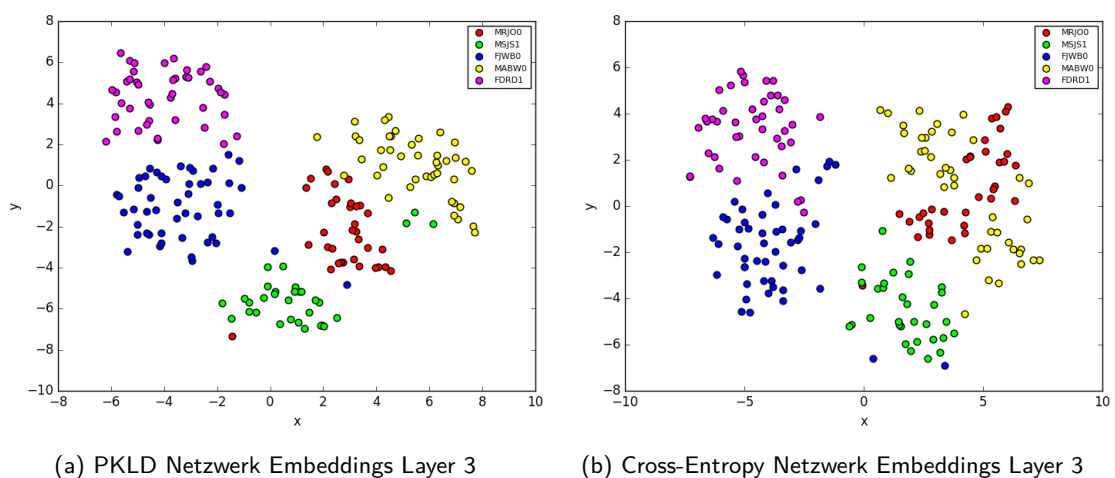 8
6
4
2
0
−2
−4
−6
−8
−10
y
−8 −6 −4 −2 0 2 4 6 8 10
x
MRJO0
MSJS1
FJWB0
MABW0
FDRD1
(a) PKLD Netzwerk Embeddings Layer 3
8
6
4
2
0
−2
−4
−6
−8
y
−10 −5 0 5 10
x
MRJO0
MSJS1
FJWB0
MABW0
FDRD1
(b) Cross-Entropy Netzwerk Embeddings Layer 3